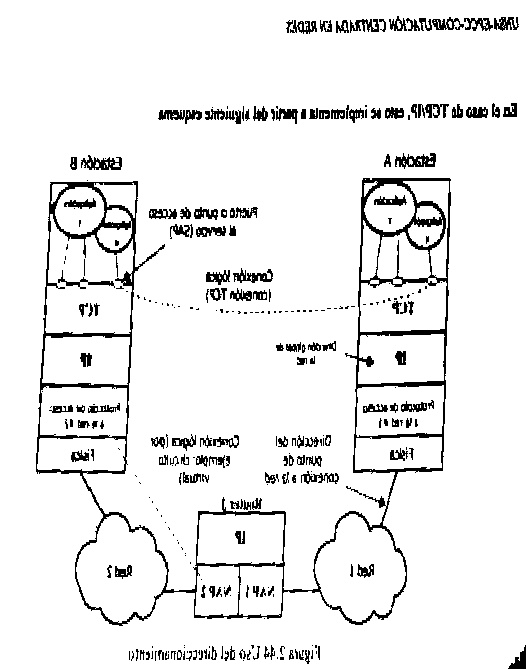 UNSA-EPCC-COMPUTACIÓN CENTRADA EN REDES
En el caso de TCP/IP, esto se implementa a partir del siguiente esquema
Estación A
Estación B
Aplicación
Y
Aplicación
X
Aplicación
Y
Aplicación
X
Puerto o punto de acceso
al servicio (SAP)
Conexión lógica
(conexión TCP)
TCP
TCP
IP
IP
Dirección global de
la red
Protocolo de acceso
a la red #1
Protocolo de acceso
a la red #2
Física
Física
Dirección del
punto de
conexión a la red
Conexión lógica (por
ejemplo: circuito
virtual)
Router J
IP
NAP 1
NAP 2
Red 1
Red 2
Figura 2.44 Uso del direccionamiento